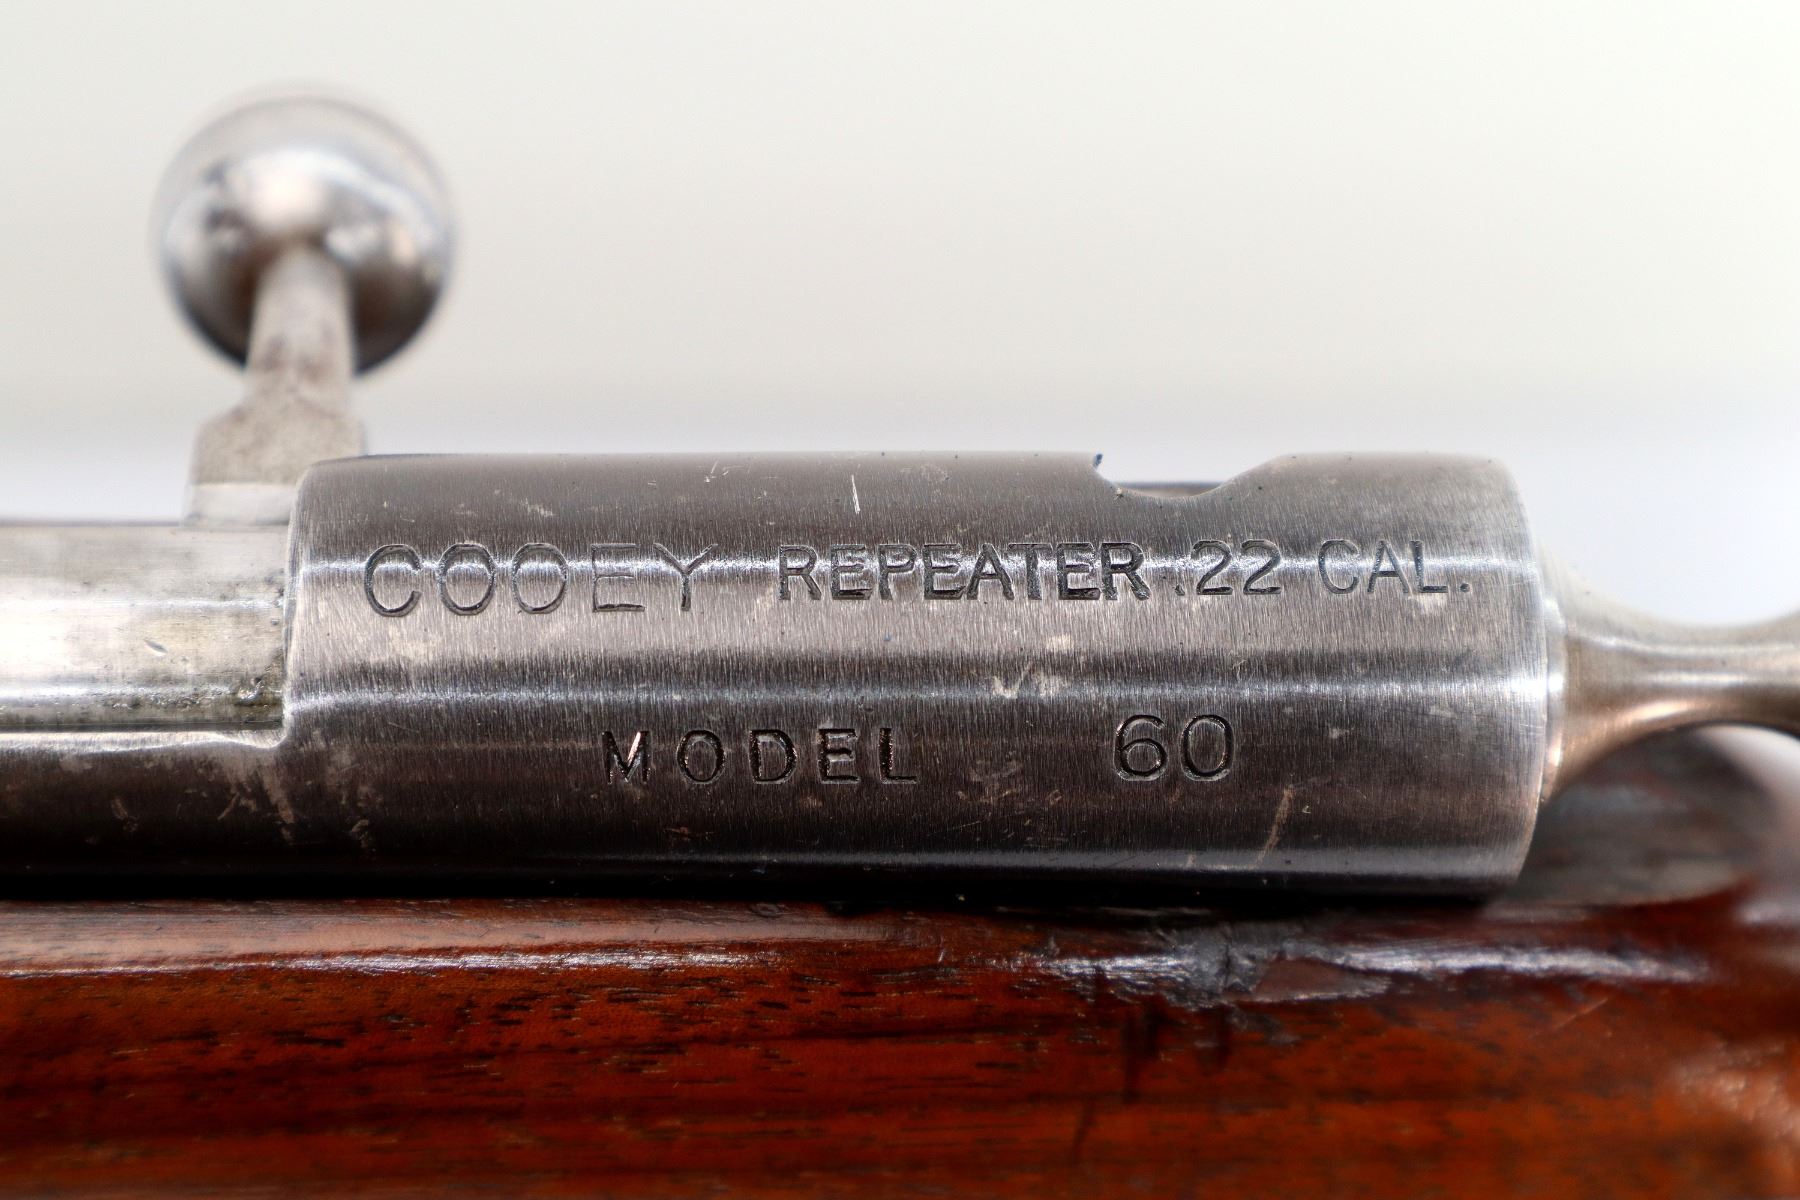 COOEY REPEATER .22 CAL.
MODEL 60